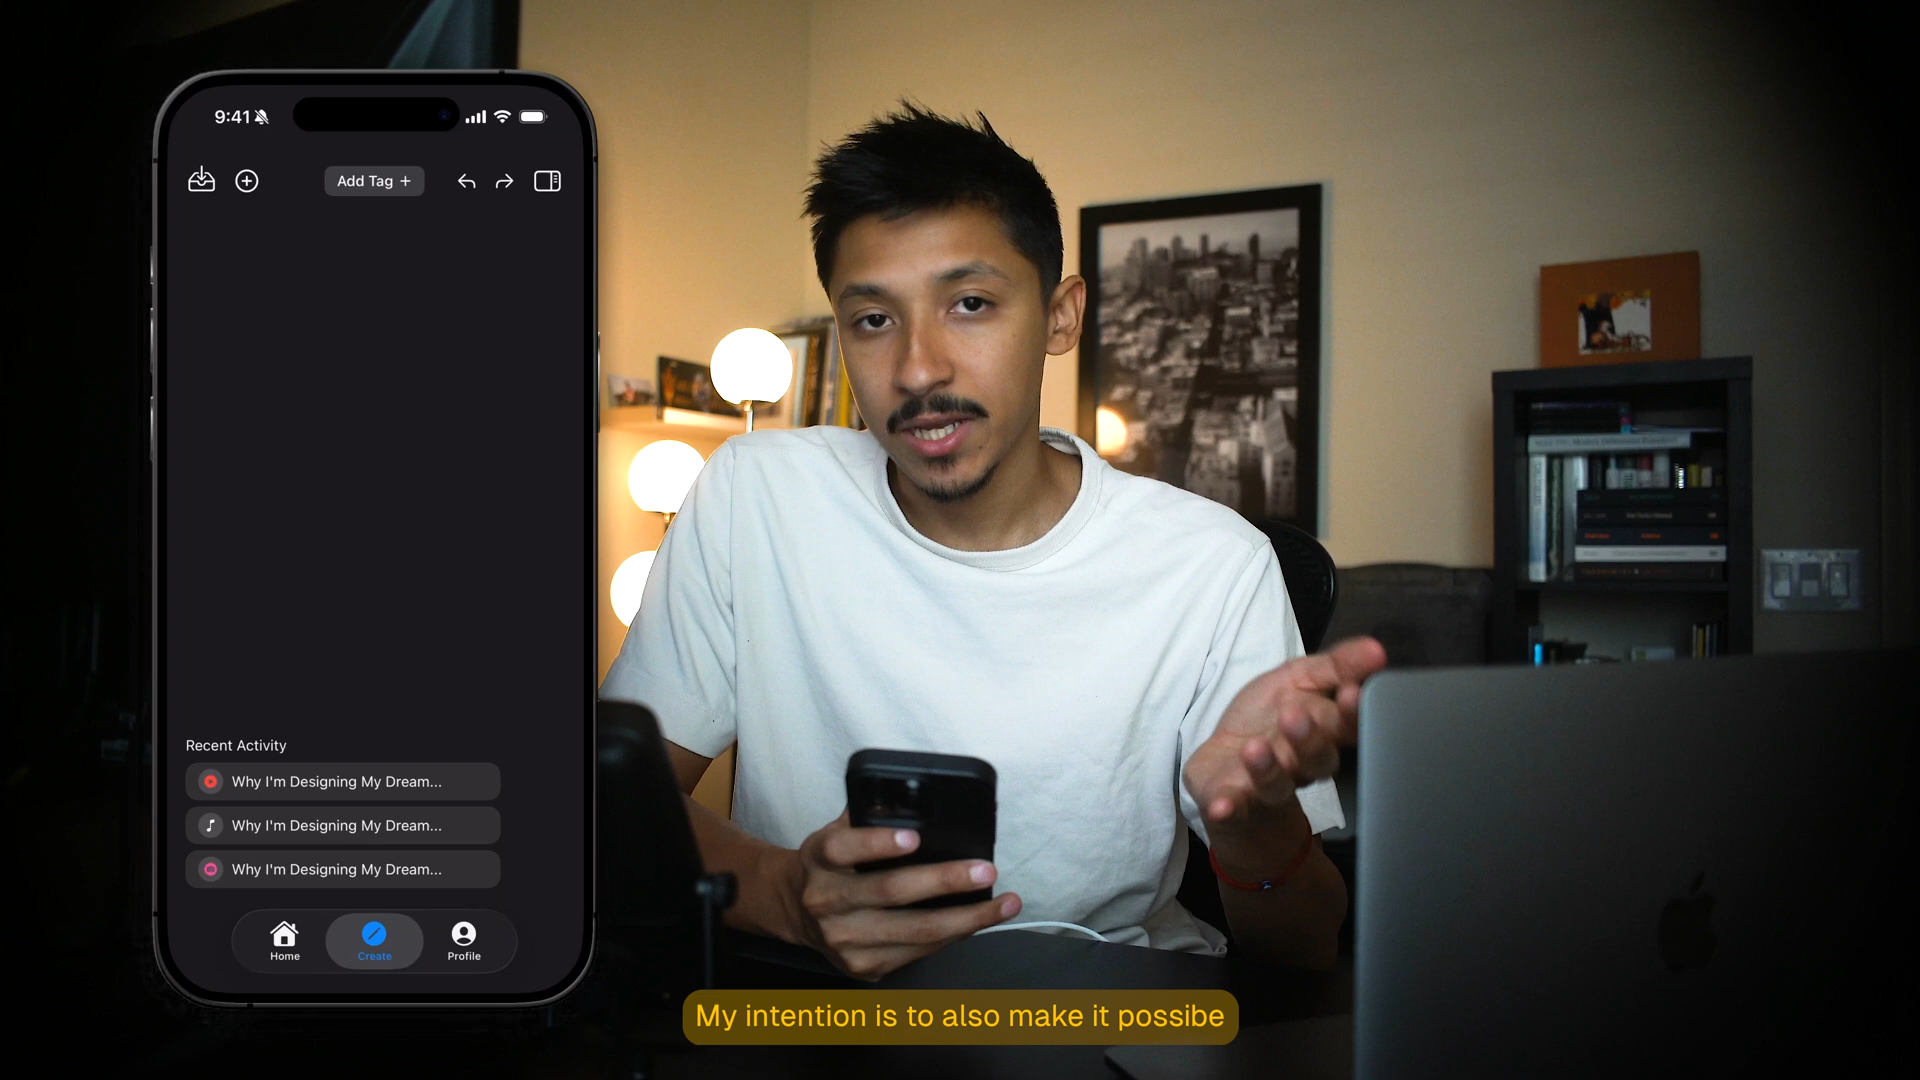 9:41
Add Tag +
Recent Activity
Why I'm Designing My Dream...
Why I'm Designing My Dream...
Why I'm Designing My Dream...
Home
Create
Profile
My intention is to also make it possibe